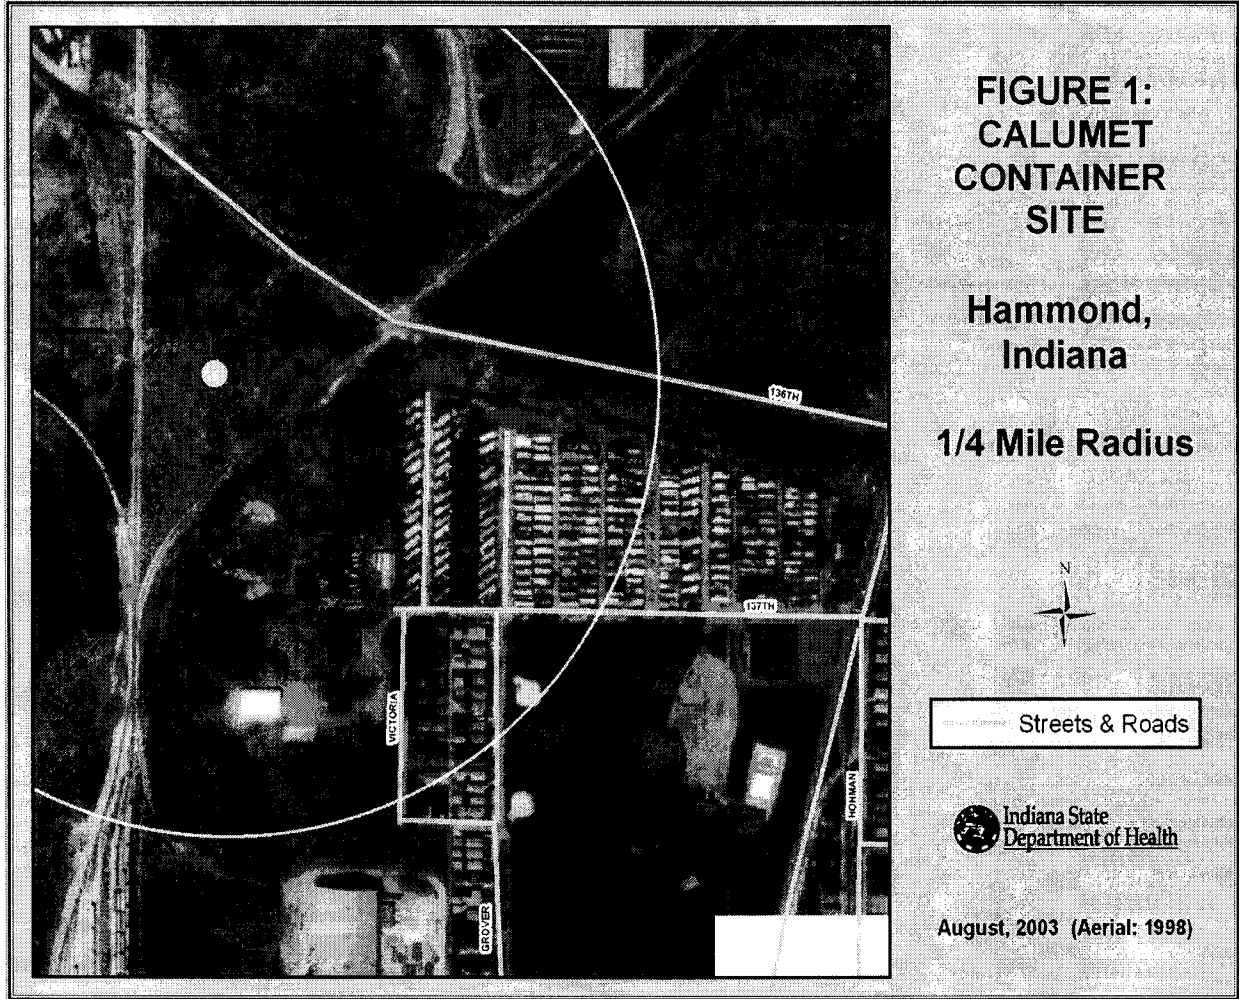 FIGURE 1:
CALUMET
CONTAINER
SITE
Hammond,
Indiana
1/4 Mile Radius
N
Streets & Roads
Indiana State
Department of Health
August, 2003 (Aerial: 1998)
136TH
137TH
VICTORIA
HOHMAN
GROVER